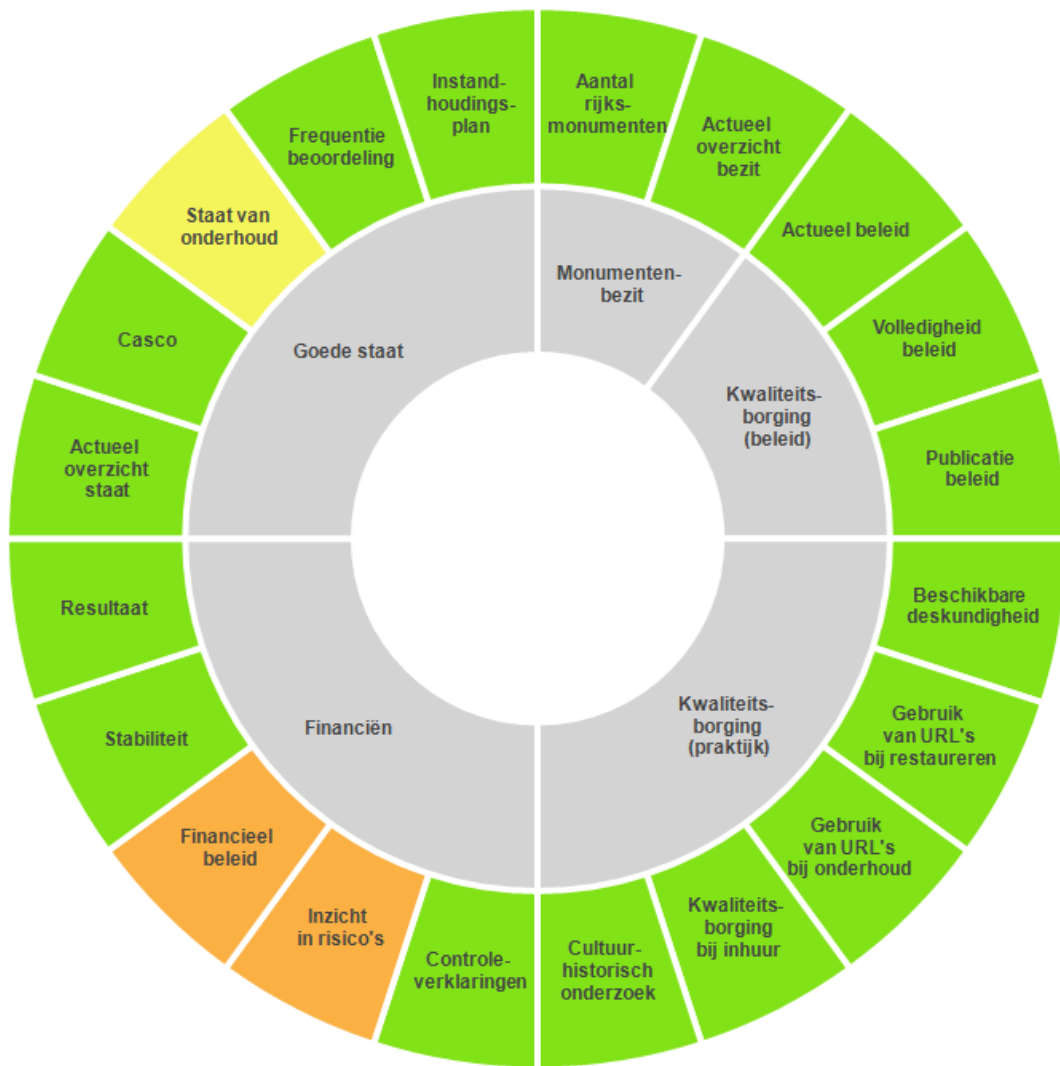 Instand-
houdings-
plan
Aantal
rijks-
monumenten
Frequentie
beoordeling
Actueel
overzicht
bezit
Staat van
onderhoud
Actueel beleid
Monumenten-
bezit
Casco
Goede staat
Volledigheid
beleid
Kwaliteits-
borging
(beleid)
Actueel
overzicht
staat
Publicatie
beleid
Resultaat
Beschikbare
deskundigheid
Stabiliteit
Financiën
Kwaliteits-
borging
(praktijk)
Gebruik
van URL's
bij restaureren
Financieel
beleid
Gebruik
van URL's
bij onderhoud
Inzicht
in risico's
Kwaliteits-
borging
bij inhuur
Controle-
verklaringen
Cultuur-
historisch
onderzoek